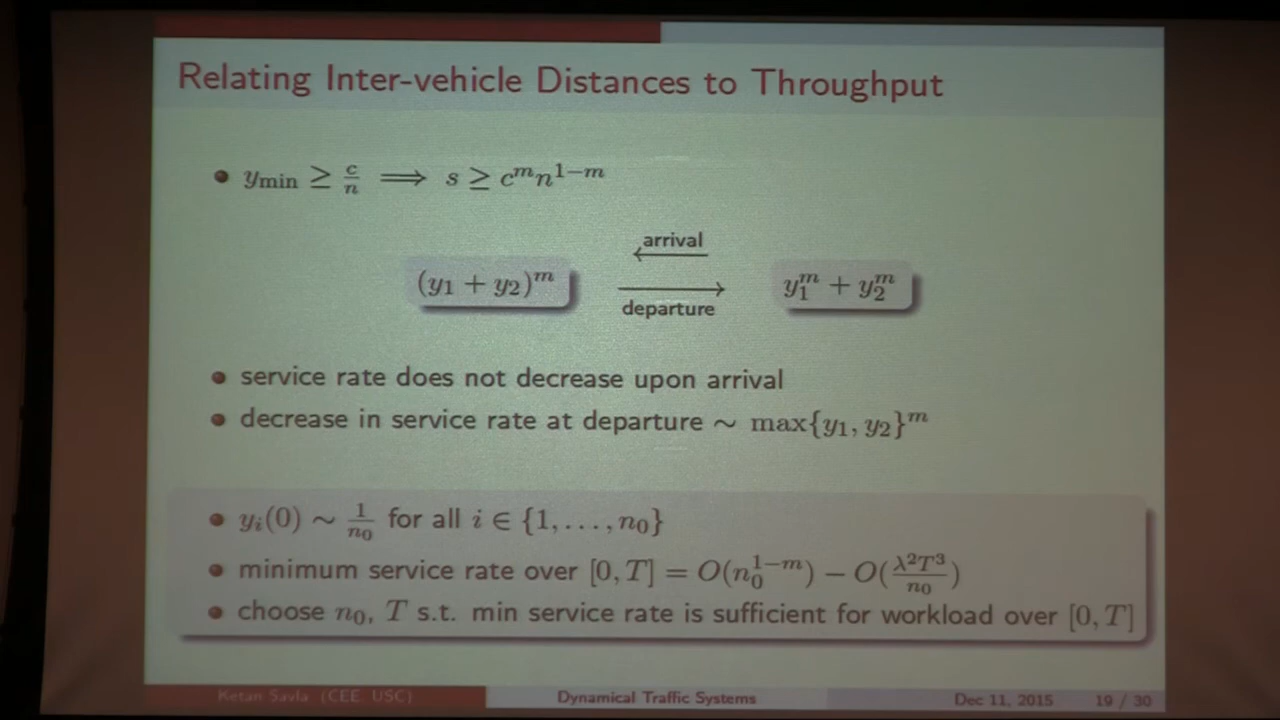 Relating Inter-vehicle Distances to Throughput
y_min ≥ c/n ⟹ s ≥ c^m n^{1−m}
arrival
(y_1 + y_2)^m
y_1^m + y_2^m
departure
service rate does not decrease upon arrival
decrease in service rate at departure ∼ max{y_1, y_2}^m
y_i(0) ∼ 1/n_0 for all i ∈ {1, . . . , n_0}
minimum service rate over [0, T] = O(n_0^{1−m}) − O(λ^2T^3/n_0)
choose n_0, T s.t. min service rate is sufficient for workload over [0, T]
Ketan Savla (CEE USC)
Dynamical Traffic Systems
Dec 11, 2015
19 / 30